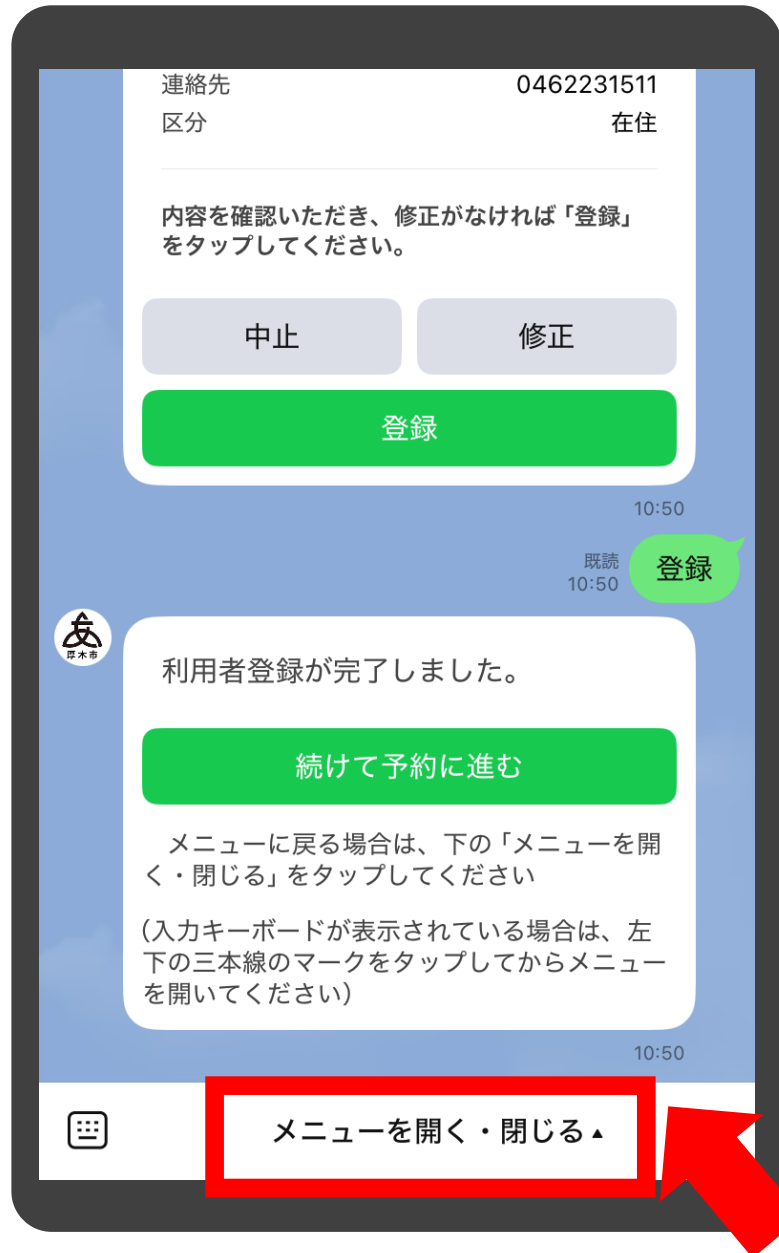 連絡先 0462231511
区分 在住
内容を確認いただき、修正がなければ「登録」
をタップしてください。
中止 修正
登録
10:50
既読
10:50
登録
厚木市
利用者登録が完了しました。
続けて予約に進む
メニューに戻る場合は、下の「メニューを開
く・閉じる」をタップしてください
(入力キーボードが表示されている場合は、左
下の三本線のマークをタップしてからメニュー
を開いてください)
10:50
メニューを開く・閉じる▲